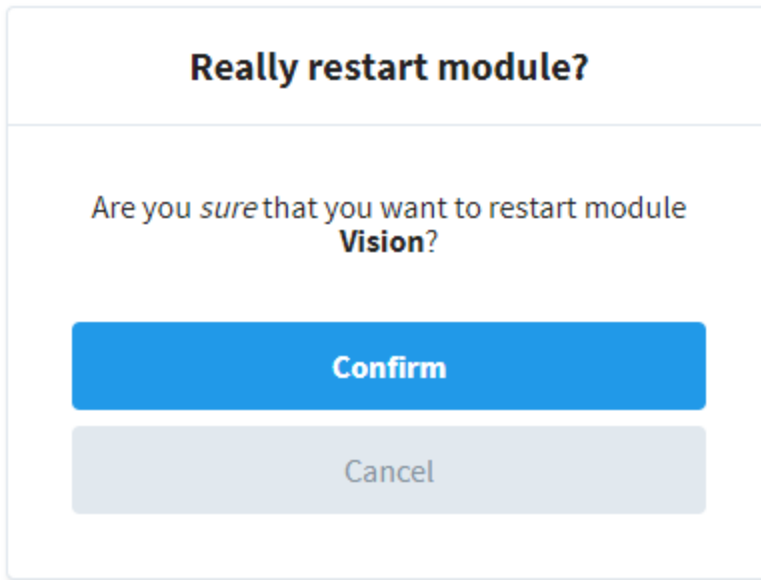 Really restart module?
Are you sure that you want to restart module
Vision?
Confirm
Cancel